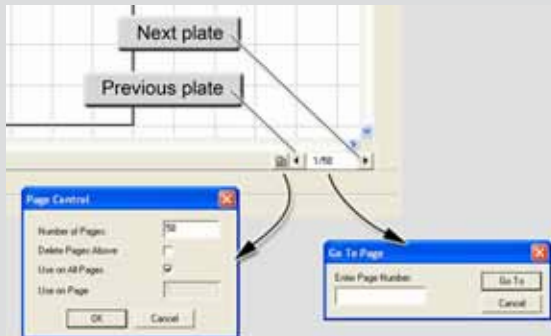 Next plate
Previous plate
1/50
Page Control
Number of Pages: 50
Delete Pages Above
Use on All Pages
Use on Page
OK Cancel
Go To Page
Enter Page Number
Go To
Cancel